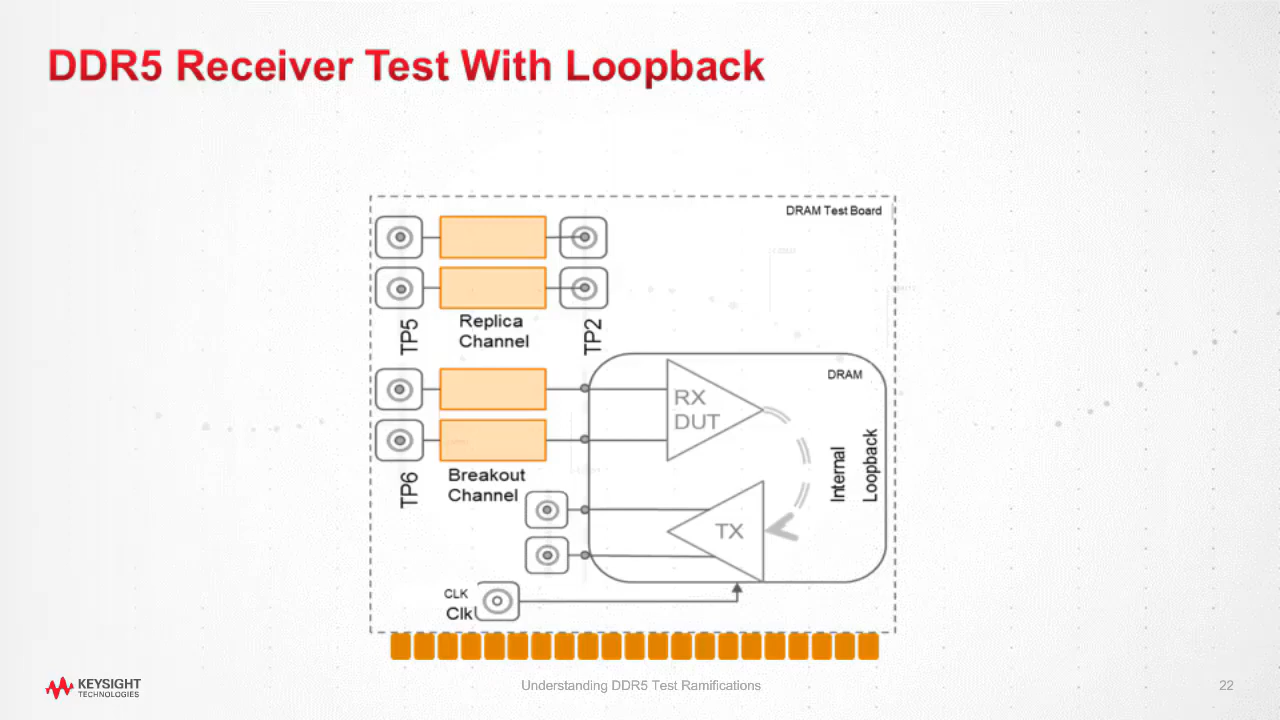 DDR5 Receiver Test With Loopback
DRAM Test Board
Replica
Channel
TP5
TP2
DRAM
RX
DUT
Internal
Loopback
Breakout
Channel
TP6
TX
CLK
Clk
KEYSIGHT
TECHNOLOGIES
Understanding DDR5 Test Ramifications
22